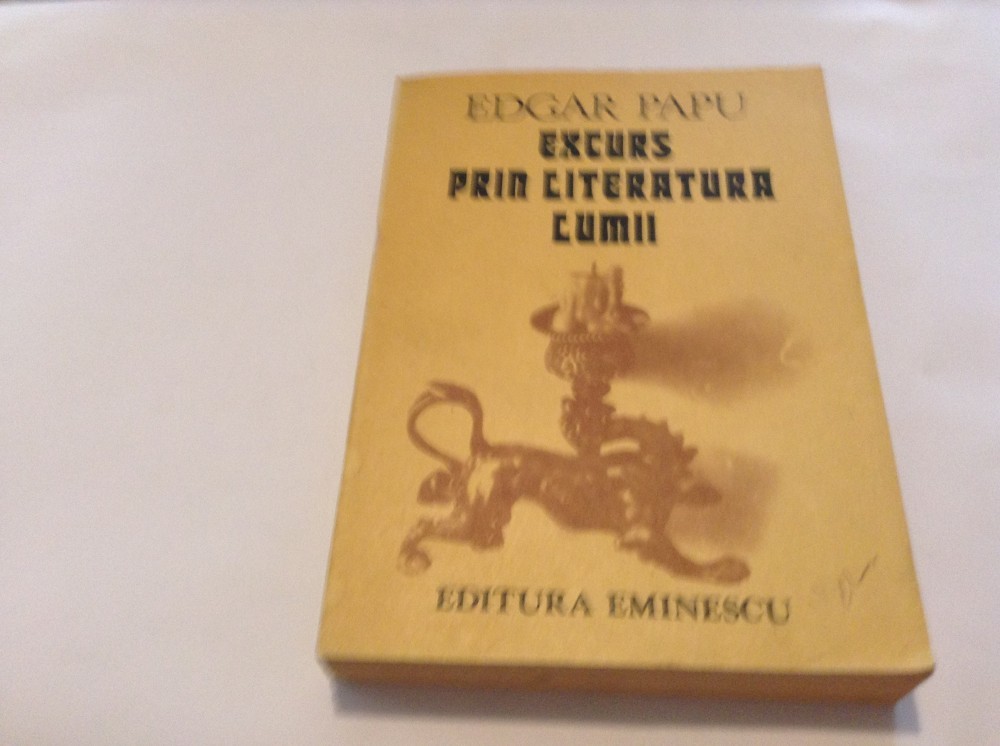 EDGAR PAPU
EXCURS
PRIN LITERATURA
LUMII
EDITURA EMINESCU